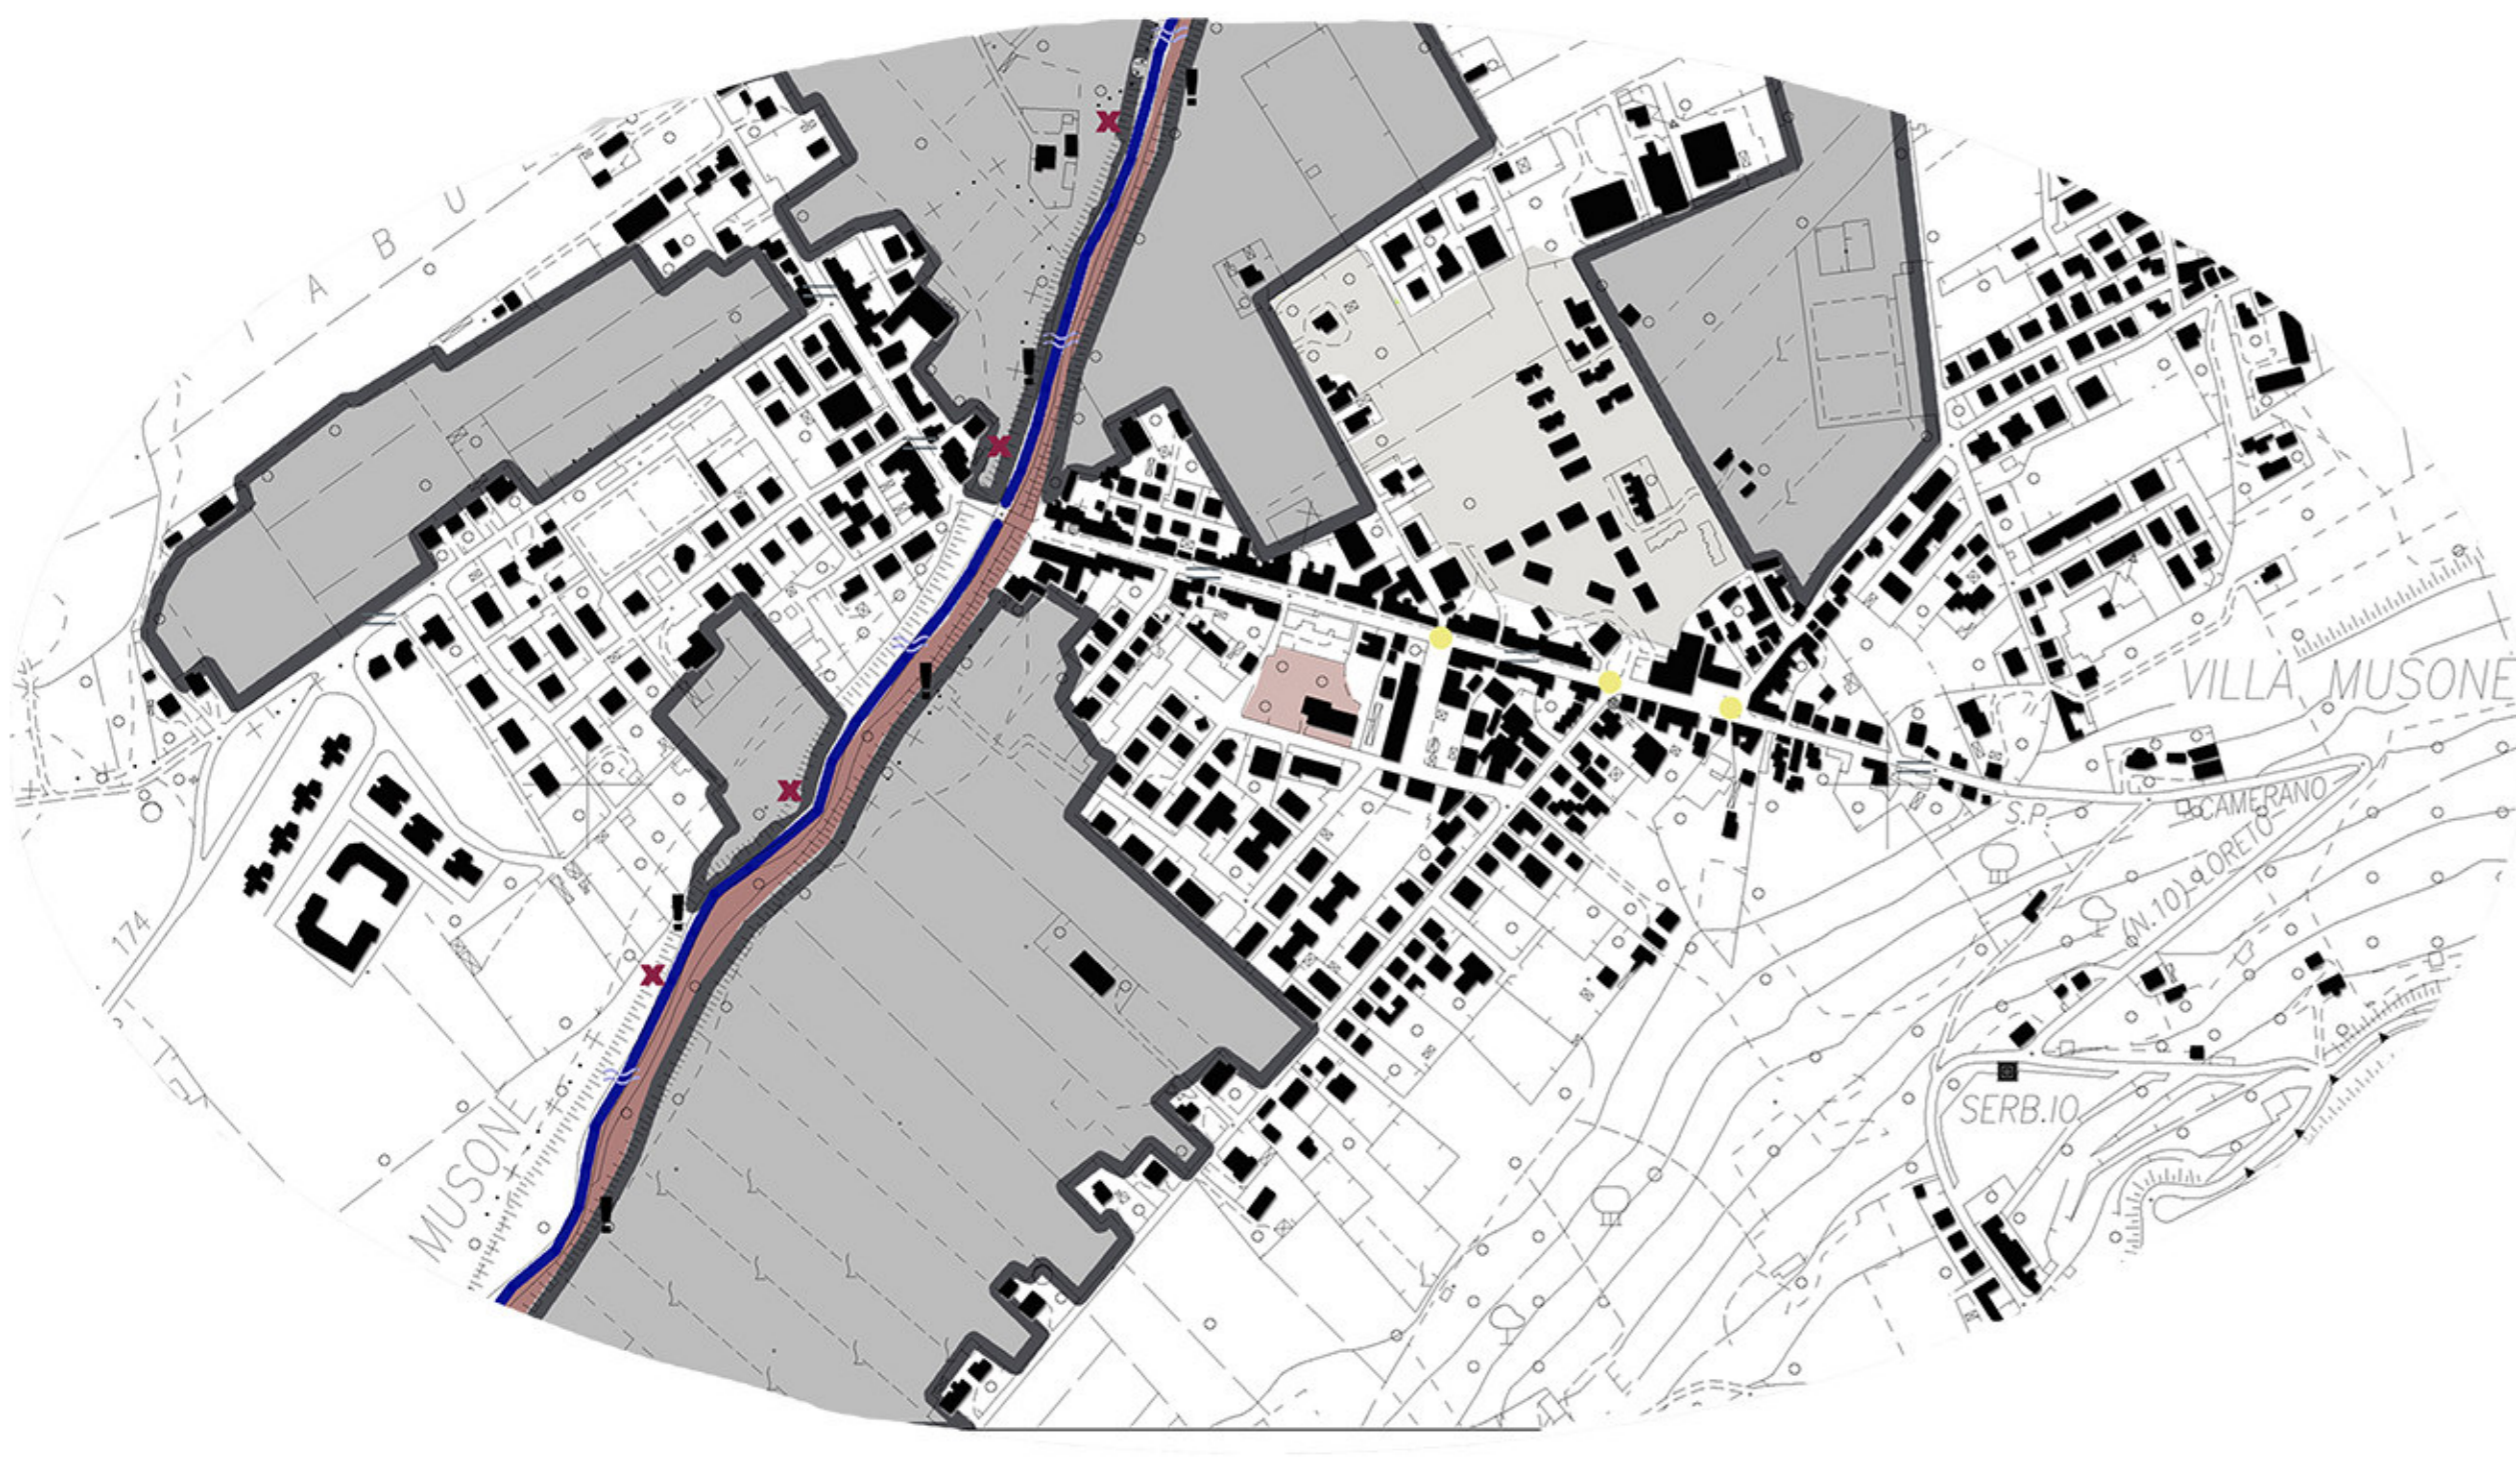 I A B U
VILLA MUSONE
S.P. CAMERANO
(N.10)-LORETO
174
SERB.IO
MUSONE